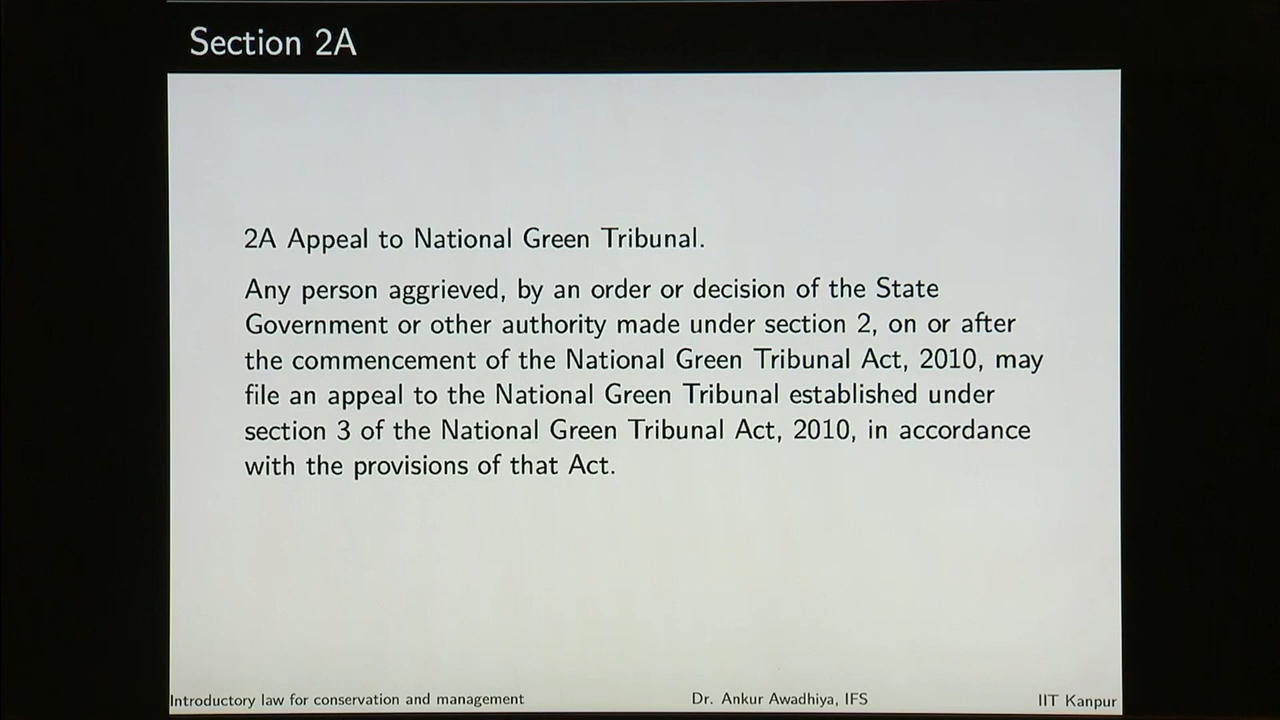 Section 2A
2A Appeal to National Green Tribunal.
Any person aggrieved, by an order or decision of the State
Government or other authority made under section 2, on or after
the commencement of the National Green Tribunal Act, 2010, may
file an appeal to the National Green Tribunal established under
section 3 of the National Green Tribunal Act, 2010, in accordance
with the provisions of that Act.
Introductory law for conservation and management Dr. Ankur Awadhiya, IFS IIT Kanpur